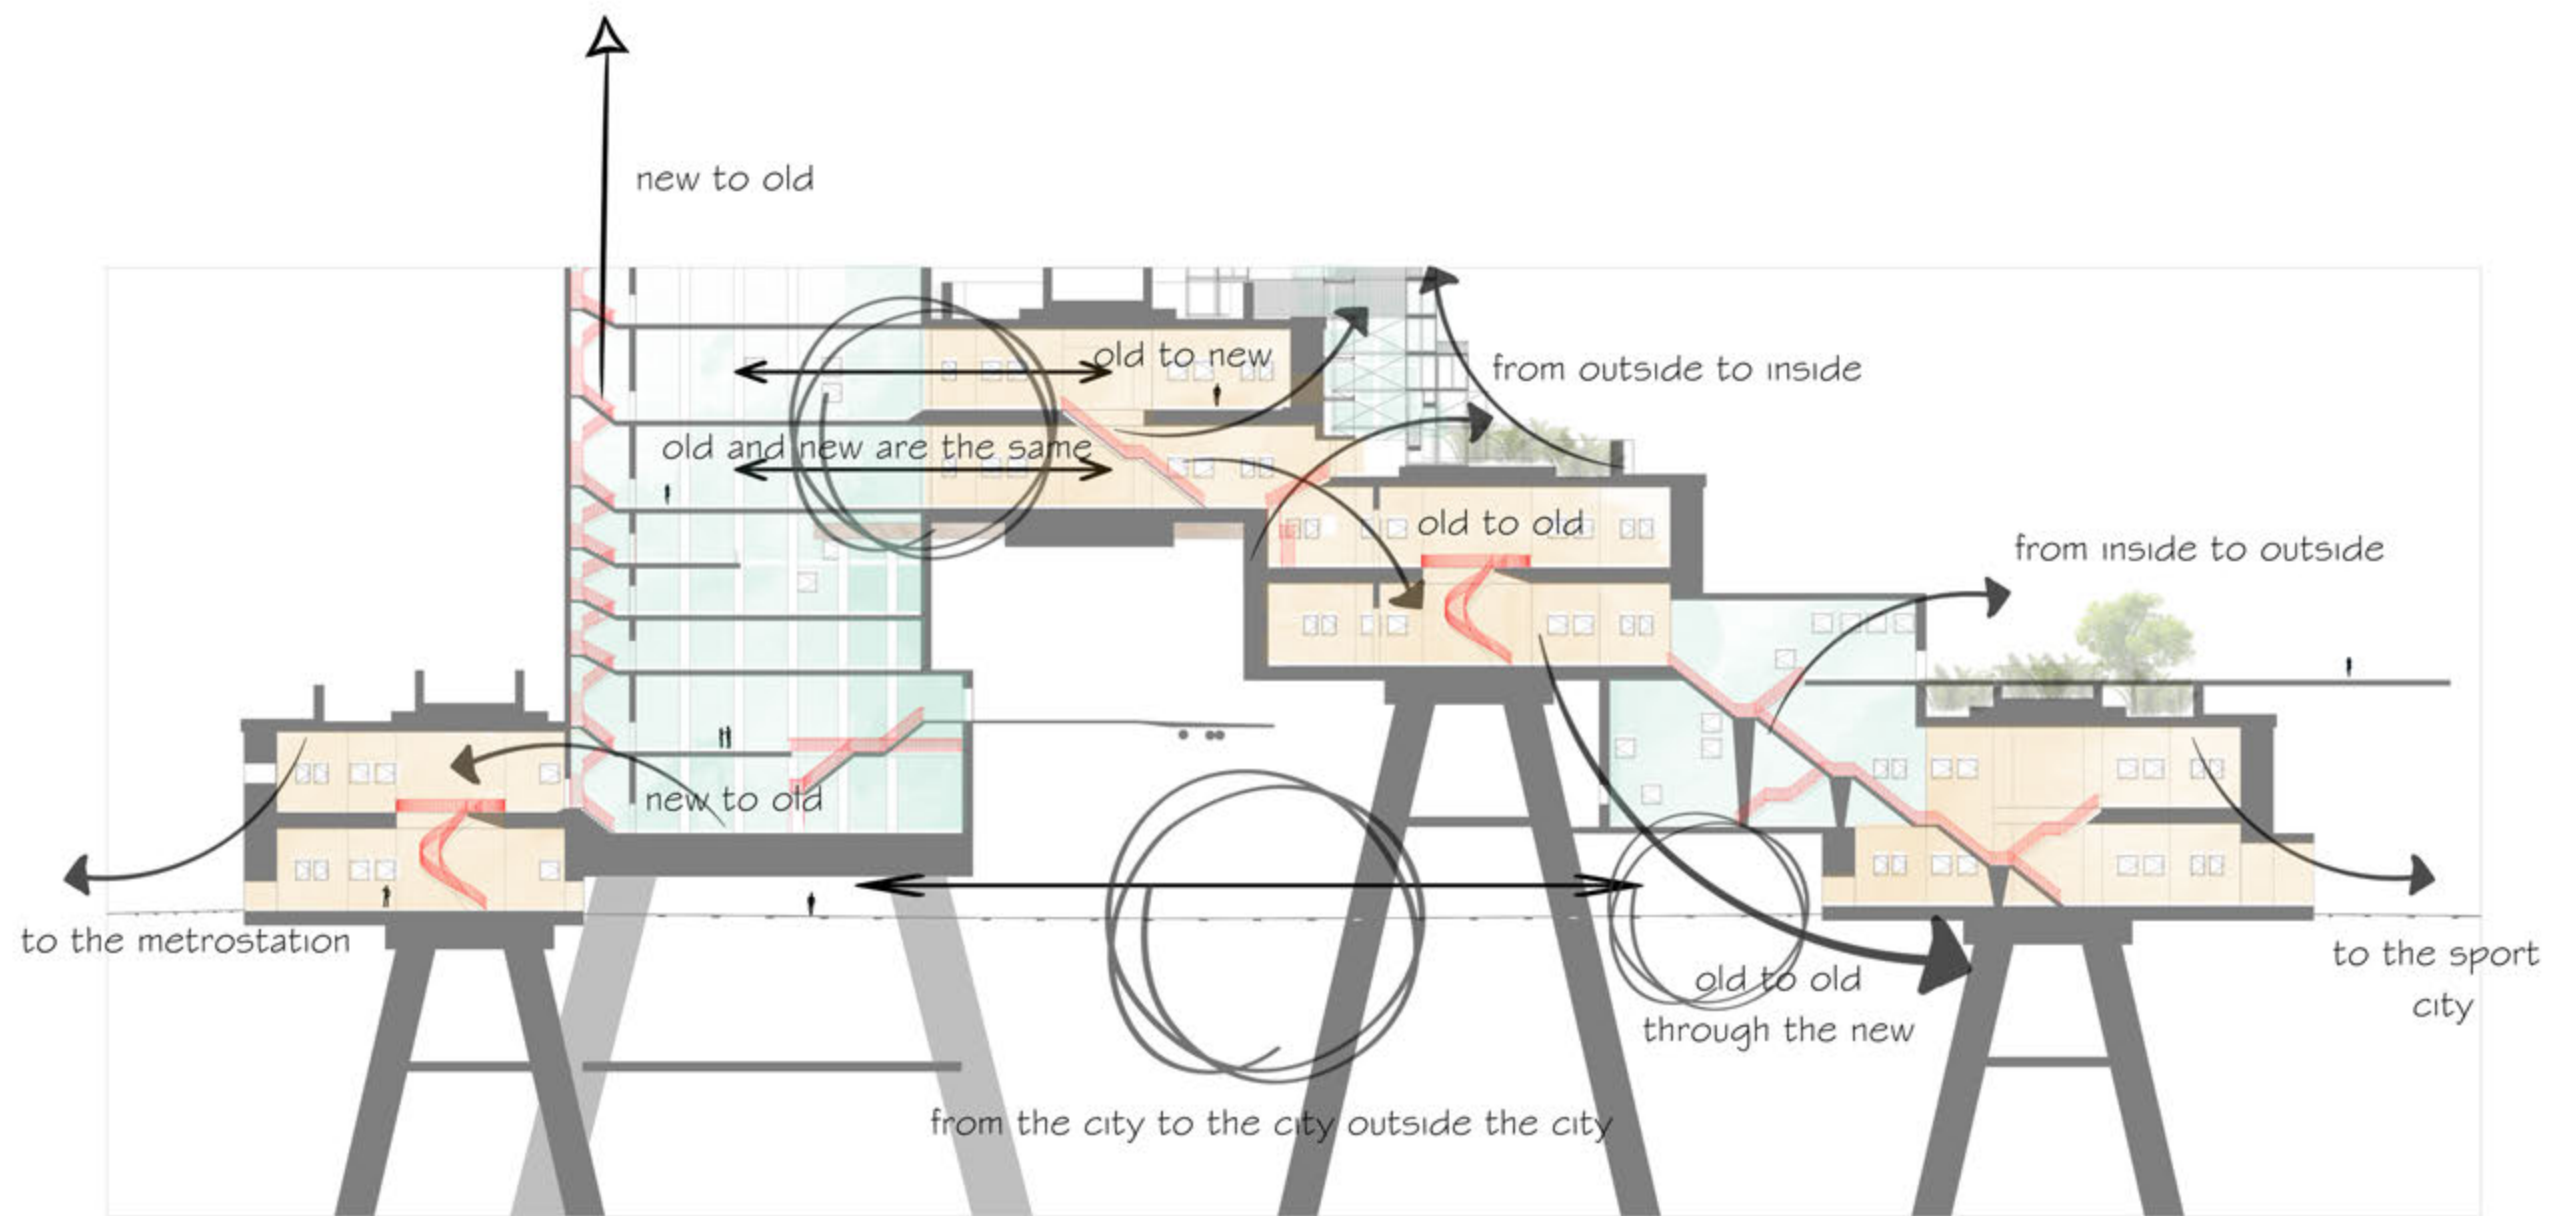 new to old
old to new
from outside to inside
old and new are the same
old to old
from inside to outside
new to old
to the metrostation
to the sport
city
old to old
through the new
from the city to the city outside the city